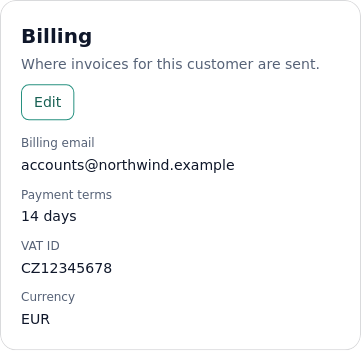 Billing
Where invoices for this customer are sent.
Edit
Billing email
accounts@northwind.example
Payment terms
14 days
VAT ID
CZ12345678
Currency
EUR